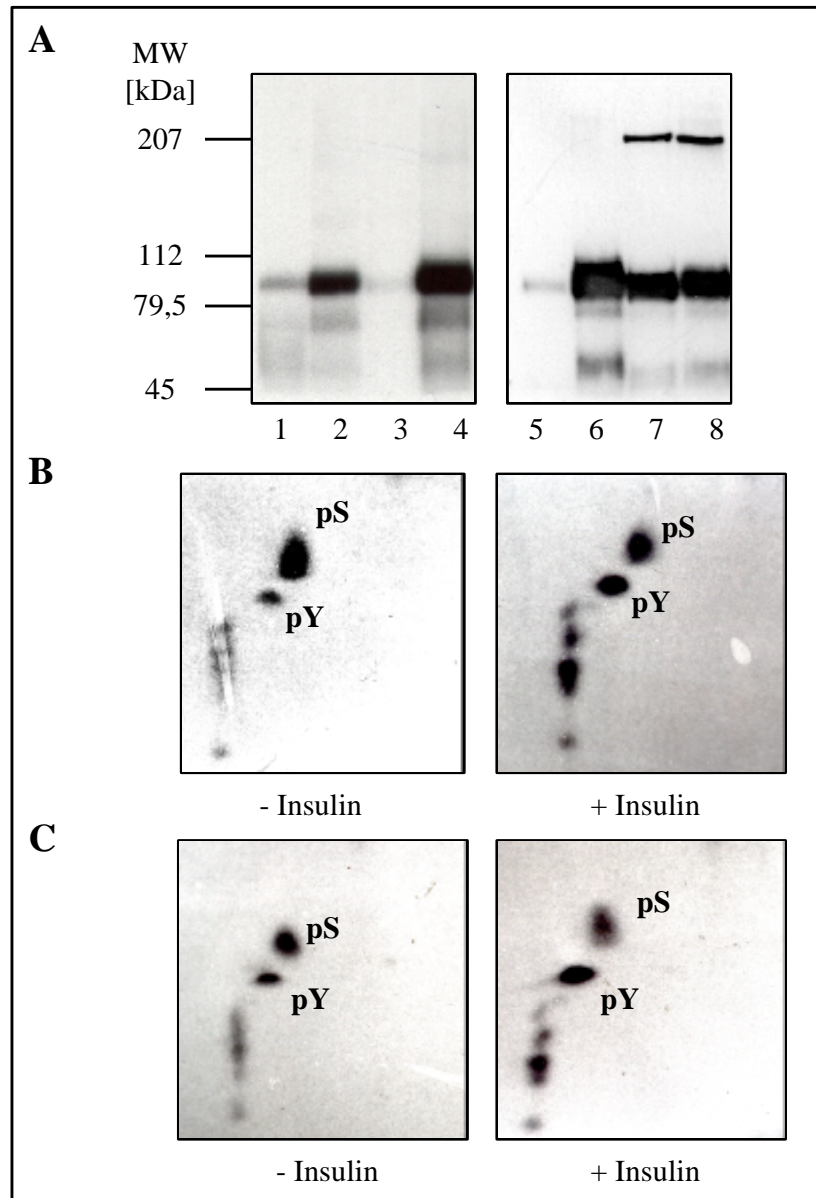 A
MW
[kDa]
207
112
79,5
45
1 2 3 4 5 6 7 8
B
pS
pY
pS
pY
- Insulin + Insulin
C
pS
pY
pS
pY
- Insulin + Insulin